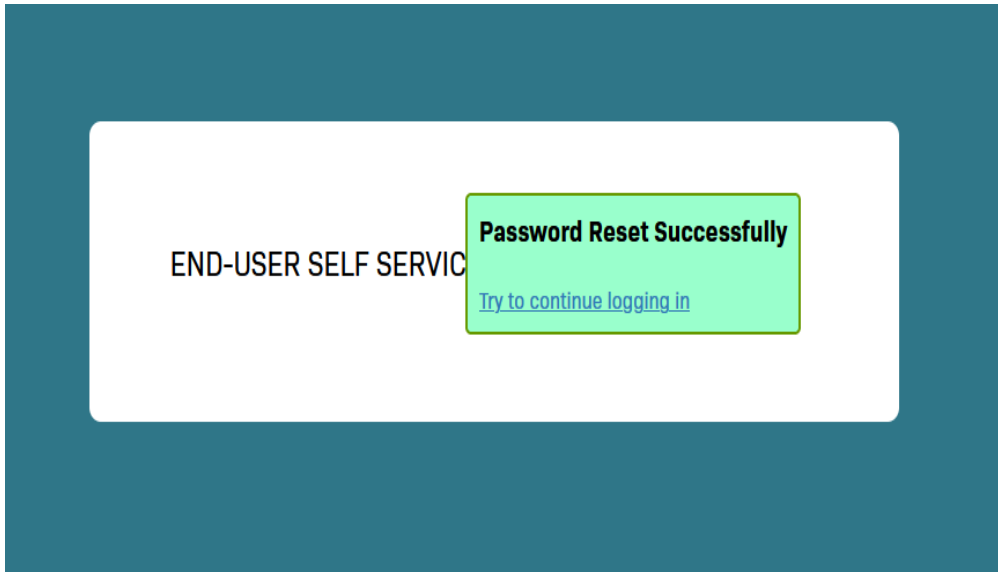 END-USER SELF SERVIC
Password Reset Successfully
Try to continue logging in